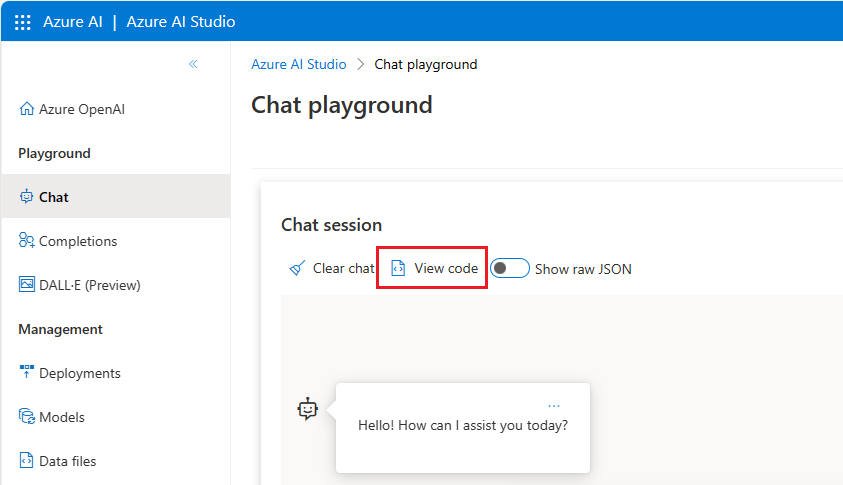 Azure AI | Azure AI Studio
Azure AI Studio > Chat playground
Azure OpenAI
Playground
Chat
Completions
DALL·E (Preview)
Management
Deployments
Models
Data files
Chat playground
Chat session
Clear chat View code Show raw JSON
...
Hello! How can I assist you today?